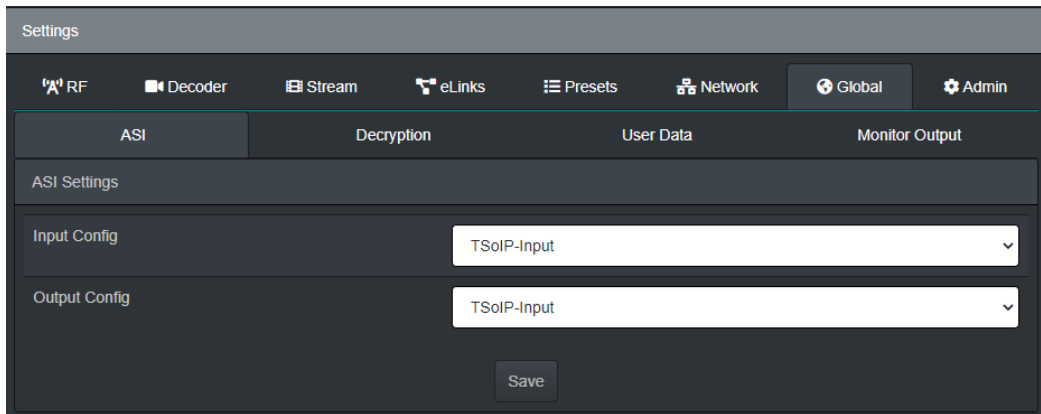 Settings
RF Decoder Stream eLinks Presets Network Global Admin
ASI Decryption User Data Monitor Output
ASI Settings
Input Config TSoIP-Input
Output Config TSoIP-Input
Save